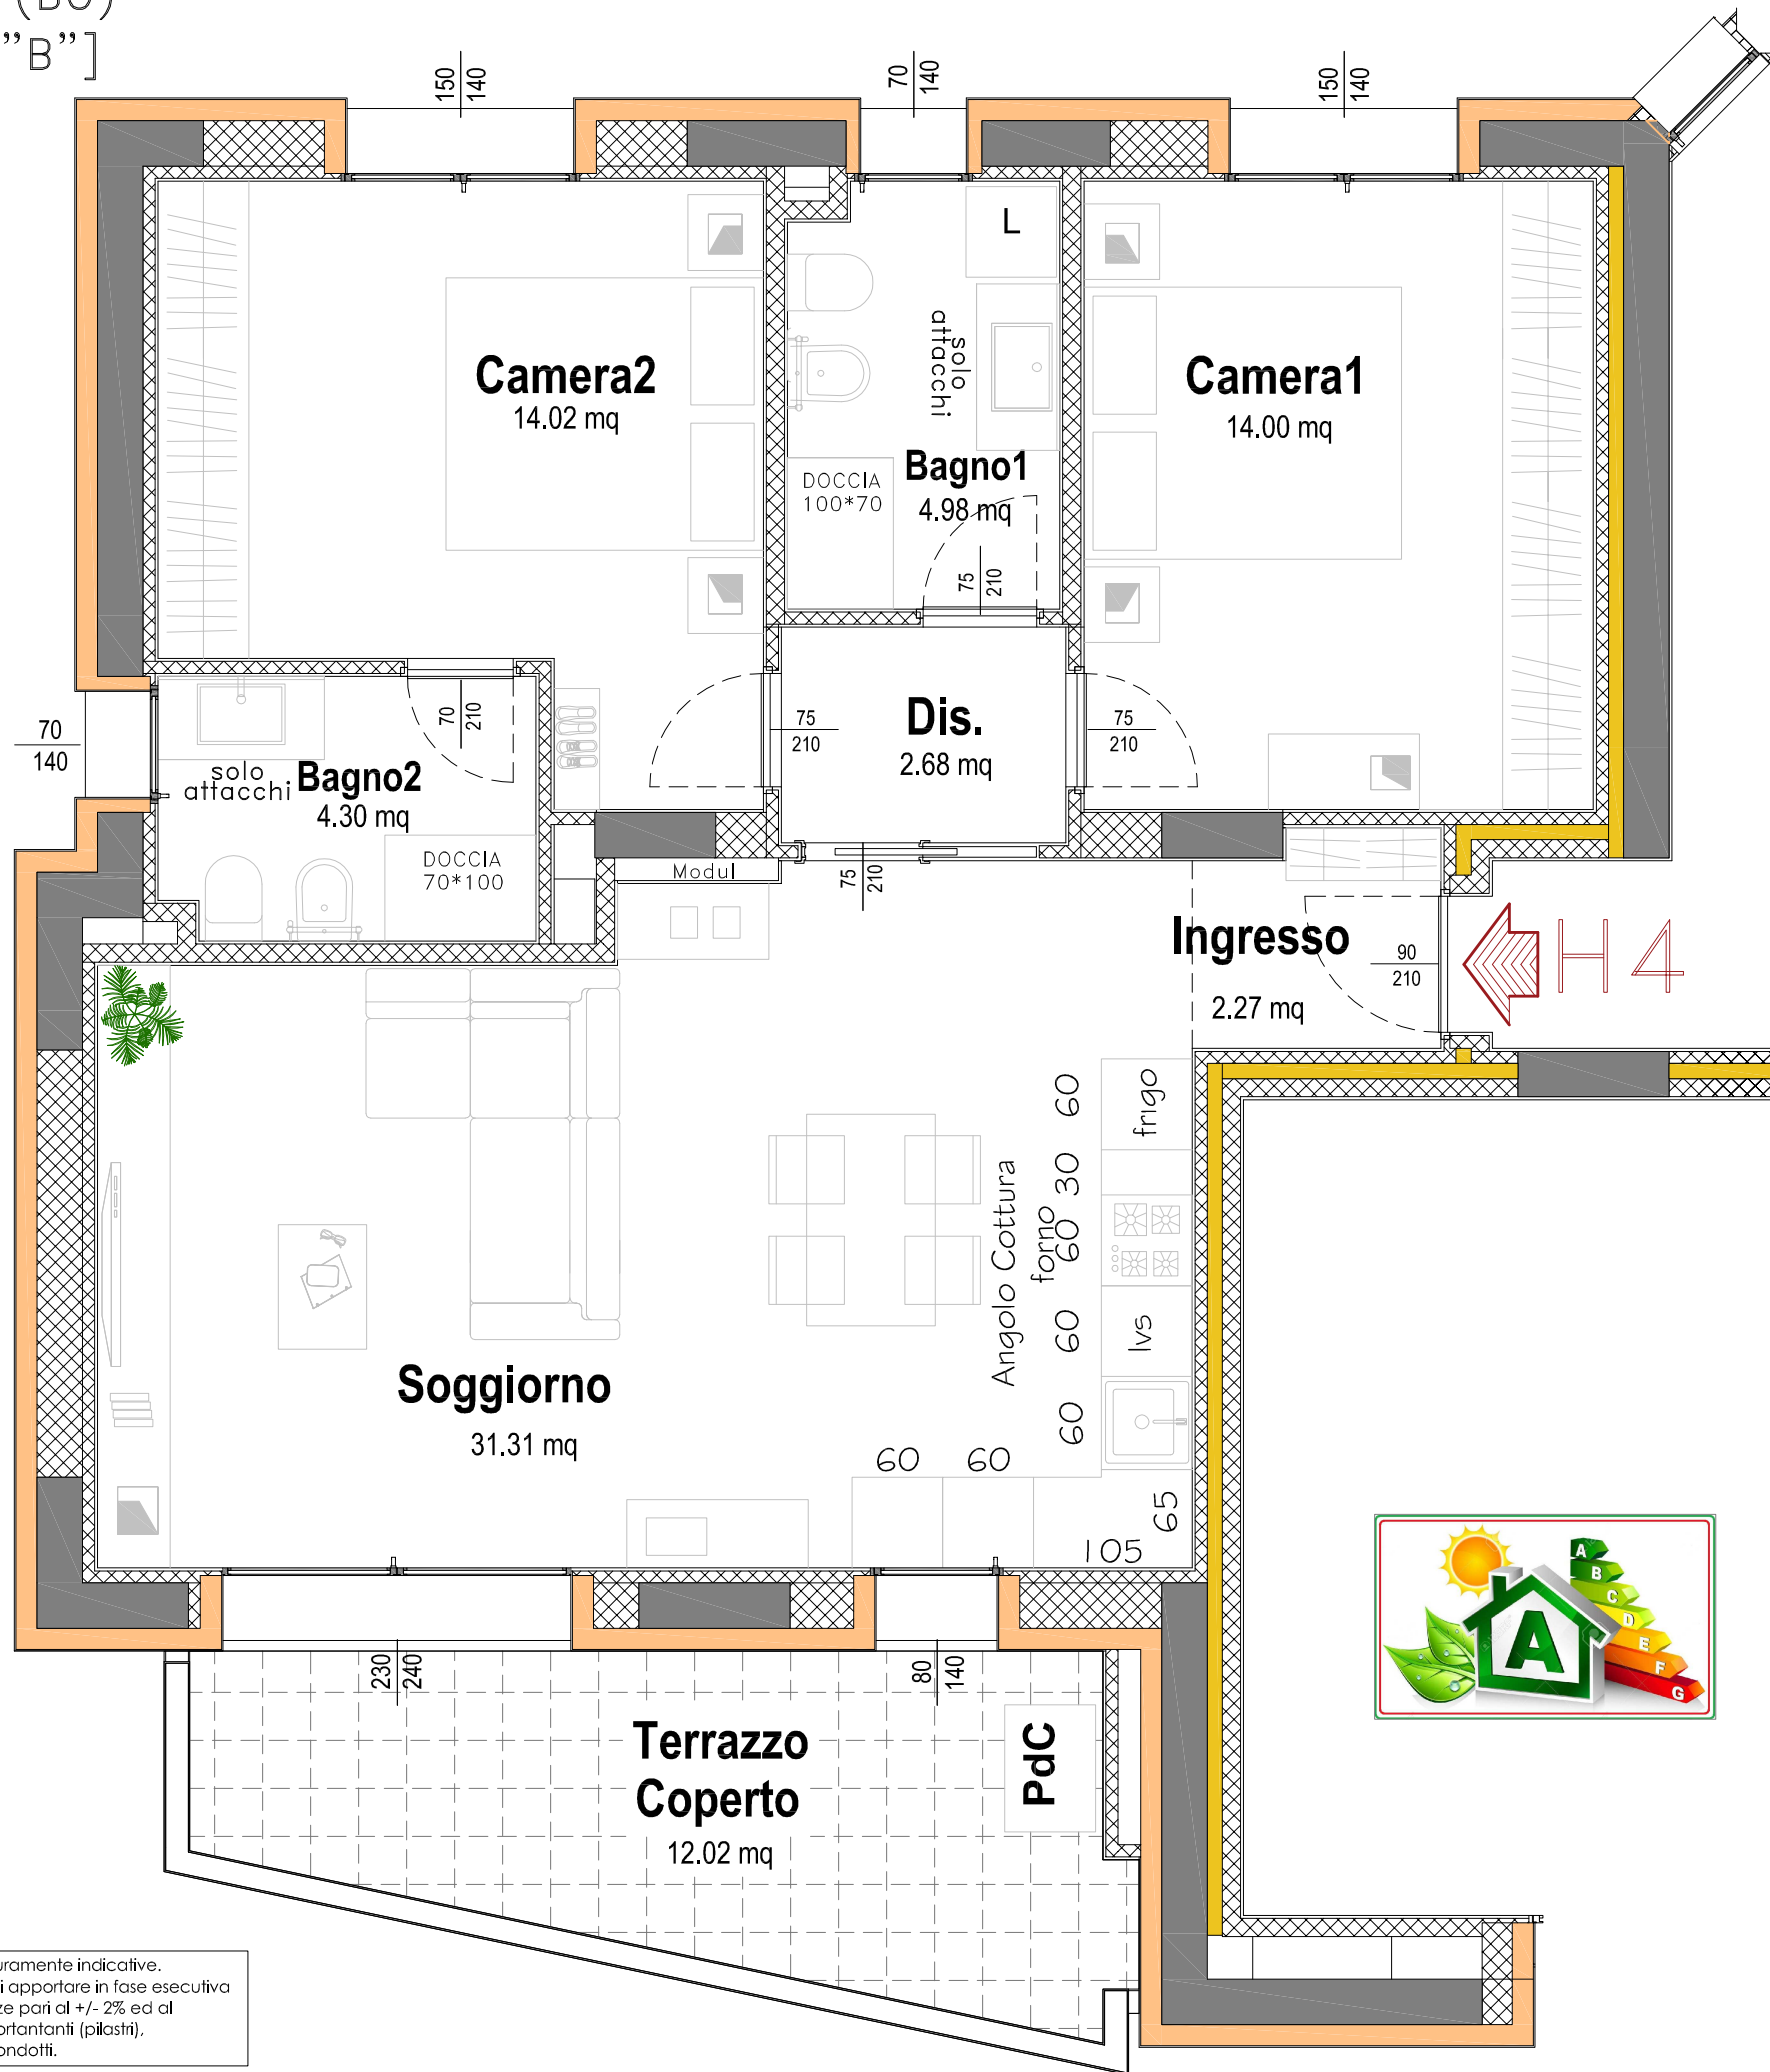 (BO)
"B"]
150
140
70
140
150
140
L
solo
attacchi
Camera2
14.02 mq
Camera1
14.00 mq
Bagno1
4.98 mq
DOCCIA
100*70
75
210
70
140
70
210
75
210
Dis.
2.68 mq
75
210
solo
attacchi
Bagno2
4.30 mq
DOCCIA
70*100
Modul
75
210
Ingresso
2.27 mq
90
210
H4
60
frigo
30
Angolo Cottura
forno
60
60
lvs
60
Soggiorno
31.31 mq
60
60
65
105
A
B
C
D
E
F
G
A
230
240
80
140
Terrazzo
Coperto
12.02 mq
PdC
uramente indicative.
i apportare in fase esecutiva
ze pari al +/- 2% ed al
ortantanti (pilastri),
ondotti.